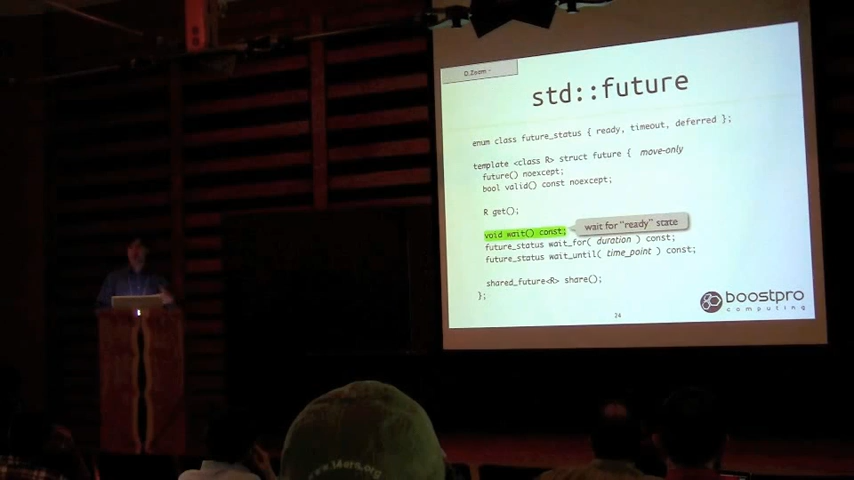 D.Zoom -
std::future
enum class future_status { ready, timeout, deferred };
template <class R> struct future { move-only
future() noexcept;
bool valid() const noexcept;
R get();
void wait() const;
wait for "ready" state
future_status wait_for( duration ) const;
future_status wait_until( time_point ) const;
shared_future<R> share();
};
24
boostpro
computing